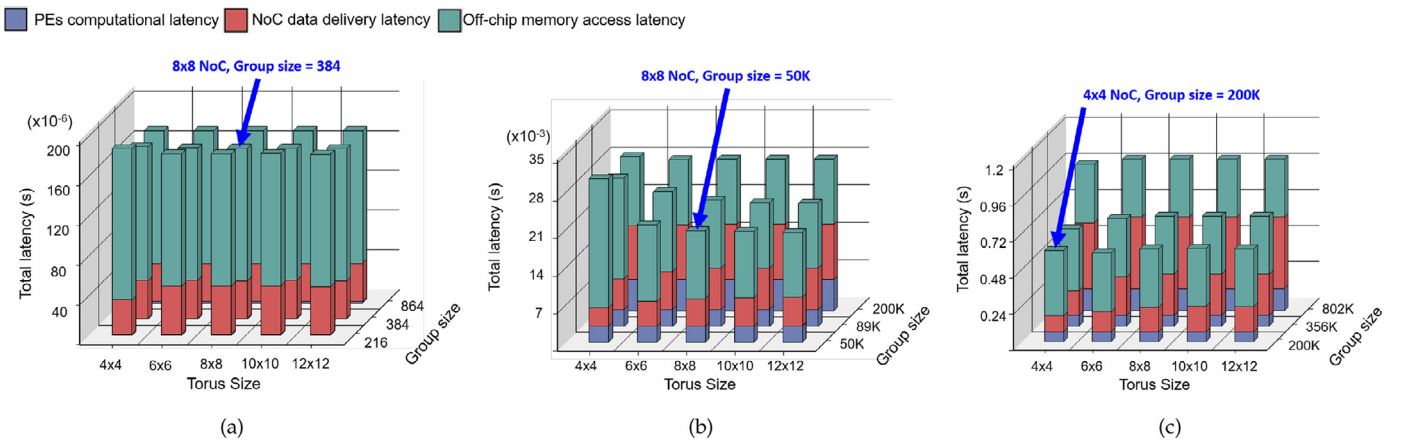 PEs computational latency NoC data delivery latency Off-chip memory access latency
8x8 NoC, Group size = 384
(x10-6)
200
160
120
80
40
Total latency (s)
4x4 6x6 8x8 10x10 12x12
Torus Size
864
384
216
Group size
(a)
8x8 NoC, Group size = 50K
(x10-3)
35
28
21
14
7
Total latency (s)
4x4 6x6 8x8 10x10 12x12
Torus Size
200K
89K
50K
Group size
(b)
4x4 NoC, Group size = 200K
1.2
0.96
0.72
0.48
0.24
Total latency (s)
4x4 6x6 8x8 10x10 12x12
Torus Size
802K
356K
200K
Group size
(c)